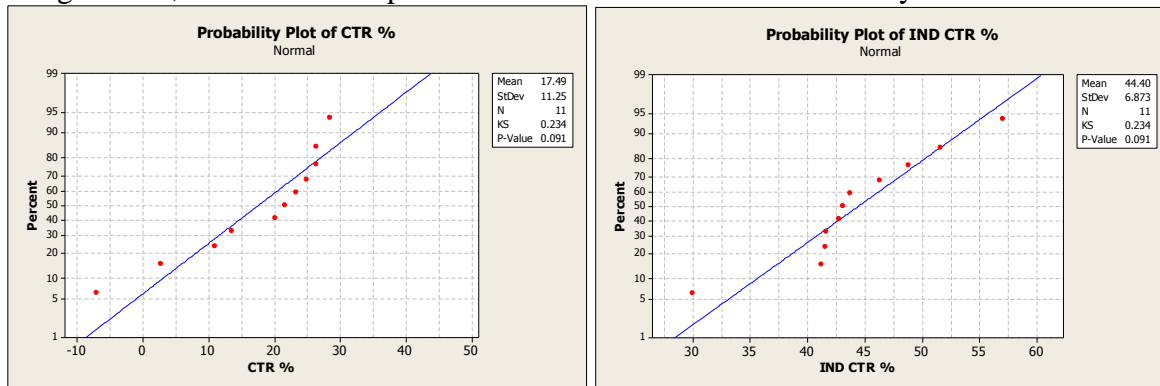 Probability Plot of CTR %
Normal
Mean 17.49
StDev 11.25
N 11
KS 0.234
P-Value 0.091
99
95
90
80
70
60
50
40
30
20
10
5
1
Percent
-10 0 10 20 30 40 50
CTR %
Probability Plot of IND CTR %
Normal
Mean 44.40
StDev 6.873
N 11
KS 0.234
P-Value 0.091
99
95
90
80
70
60
50
40
30
20
10
5
1
Percent
30 35 40 45 50 55 60
IND CTR %